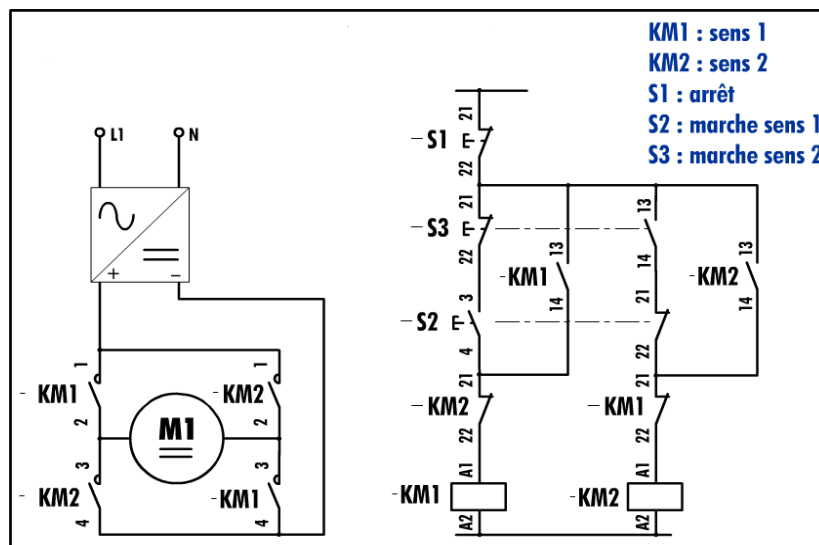 KM1 : sens 1
KM2 : sens 2
S1 : arrêt
S2 : marche sens 1
S3 : marche sens 2
L1 N
+ −
1 1
- KM1 KM2
2 2
M1
3 3
- KM2 -KM1
4 4
21
-S1
22
21 13 13
-S3
22 14 -KM1 -KM2
13 14
14
3 21
-S2
4 22
21 21
-KM2 -KM1
22 22
A1 A1
-KM1 -KM2
A2 A2